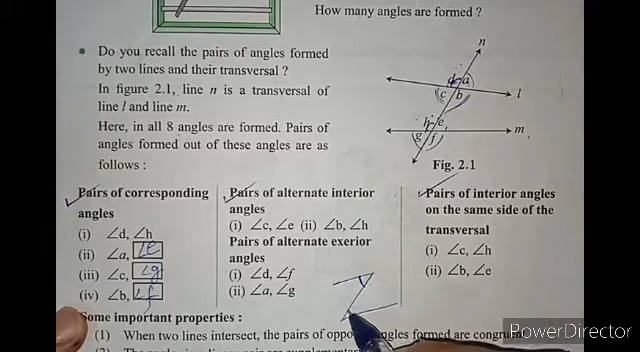 How many angles are formed ?
n
• Do you recall the pairs of angles formed
by two lines and their transversal ?
In figure 2.1, line n is a transversal of
line l and line m.
Here, in all 8 angles are formed. Pairs of
angles formed out of these angles are as
follows :
d a
c b
l
h e
g f
m
Fig. 2.1
Pairs of corresponding
angles
(i) ∠d, ∠h
(ii) ∠a, ∠e
(iii) ∠c, ∠g
(iv) ∠b, ∠f
Pairs of alternate interior
angles
(i) ∠c, ∠e (ii) ∠b, ∠h
Pairs of alternate exerior
angles
(i) ∠d, ∠f
(ii) ∠a, ∠g
Pairs of interior angles
on the same side of the
transversal
(i) ∠c, ∠h
(ii) ∠b, ∠e
Some important properties :
(1) When two lines intersect, the pairs of oppo angles formed are congru
PowerDirector